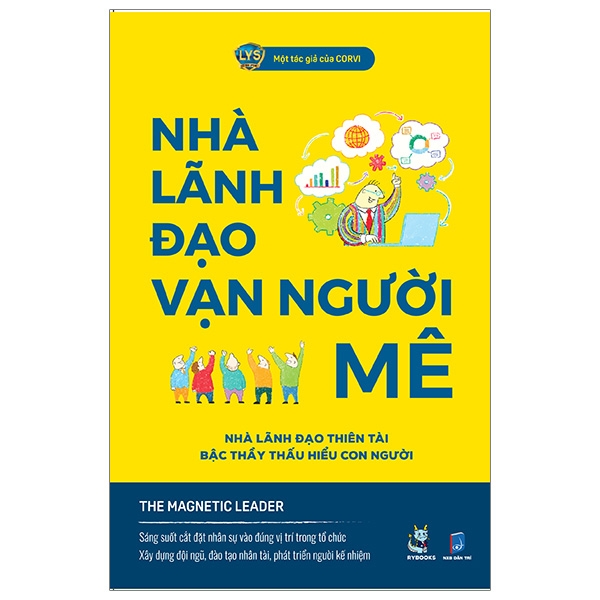 LYS
Một tác giả của CORVI
NHÀ
LÃNH
ĐẠO
VẠN NGƯỜI
MÊ
NHÀ LÃNH ĐẠO THIÊN TÀI
BẬC THẦY THẤU HIỂU CON NGƯỜI
THE MAGNETIC LEADER
Sáng suốt cắt đặt nhân sự vào đúng vị trí trong tổ chức
Xây dựng đội ngũ, đào tạo nhân tài, phát triển người kế nhiệm
RYBOOKS
NXB DÂN TRÍ